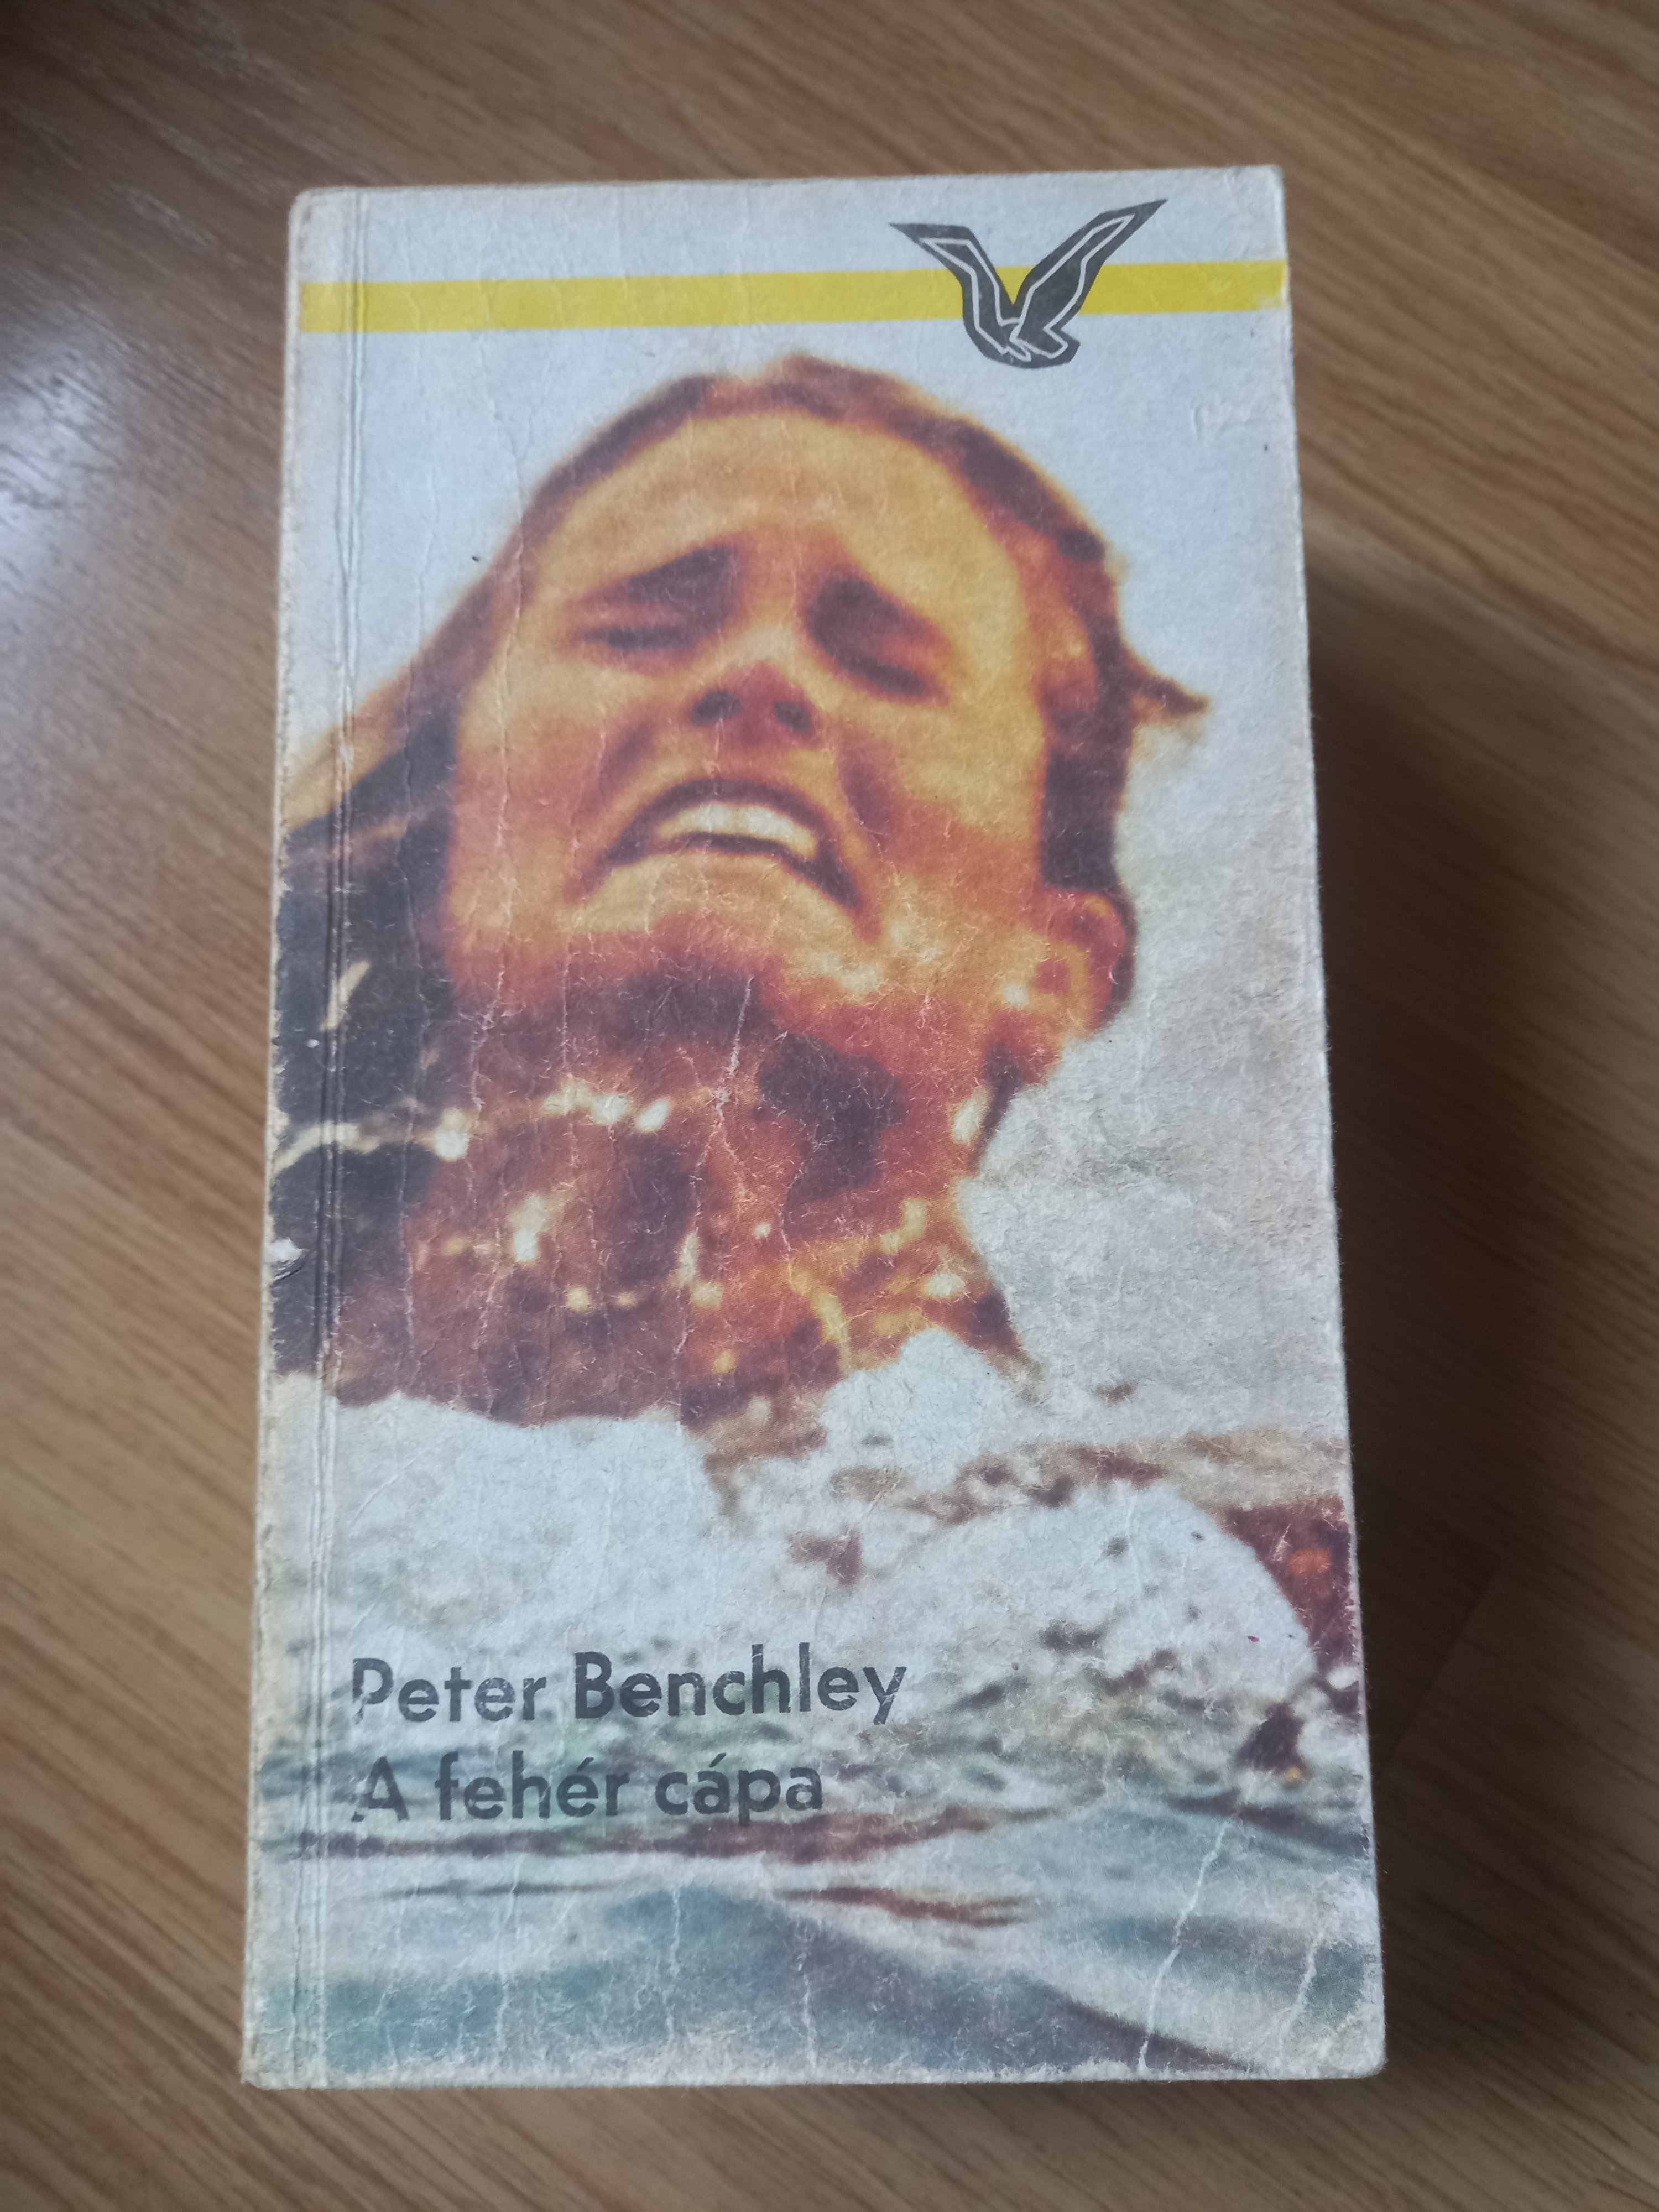 Peter Benchley
A fehér cápa